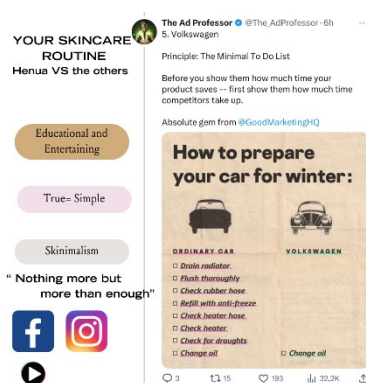 YOUR SKINCARE
ROUTINE
Henua VS the others
Educational and
Entertaining
True= Simple
Skinimalism
“ Nothing more but
more than enough”
The Ad Professor @The_AdProfessor · 6h
5. Volkswagen
Principle: The Minimal To Do List
Before you show them how much time your
product saves -- first show them how much time
competitors take up.
Absolute gem from @GoodMarketingHQ
How to prepare
your car for winter:
ORDINARY CAR
Drain radiator
Flush thoroughly
Check rubber hose
Refill with anti-freeze
Check heater hose
Check heater
Check for draughts
Change oil
VOLKSWAGEN
Change oil
3 15 193 32,2K